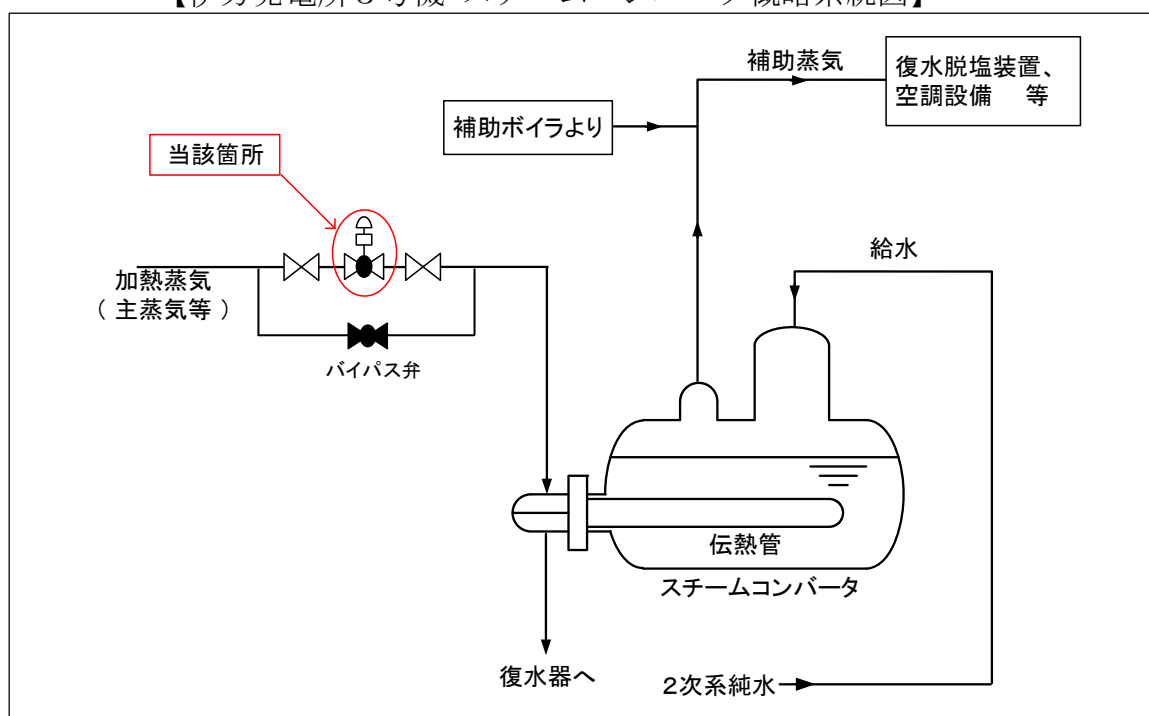 補助蒸気
復水脱塩装置、
空調設備 等
補助ボイラより
当該箇所
給水
加熱蒸気
(主蒸気等)
バイパス弁
伝熱管
スチームコンバータ
復水器へ
2次系純水